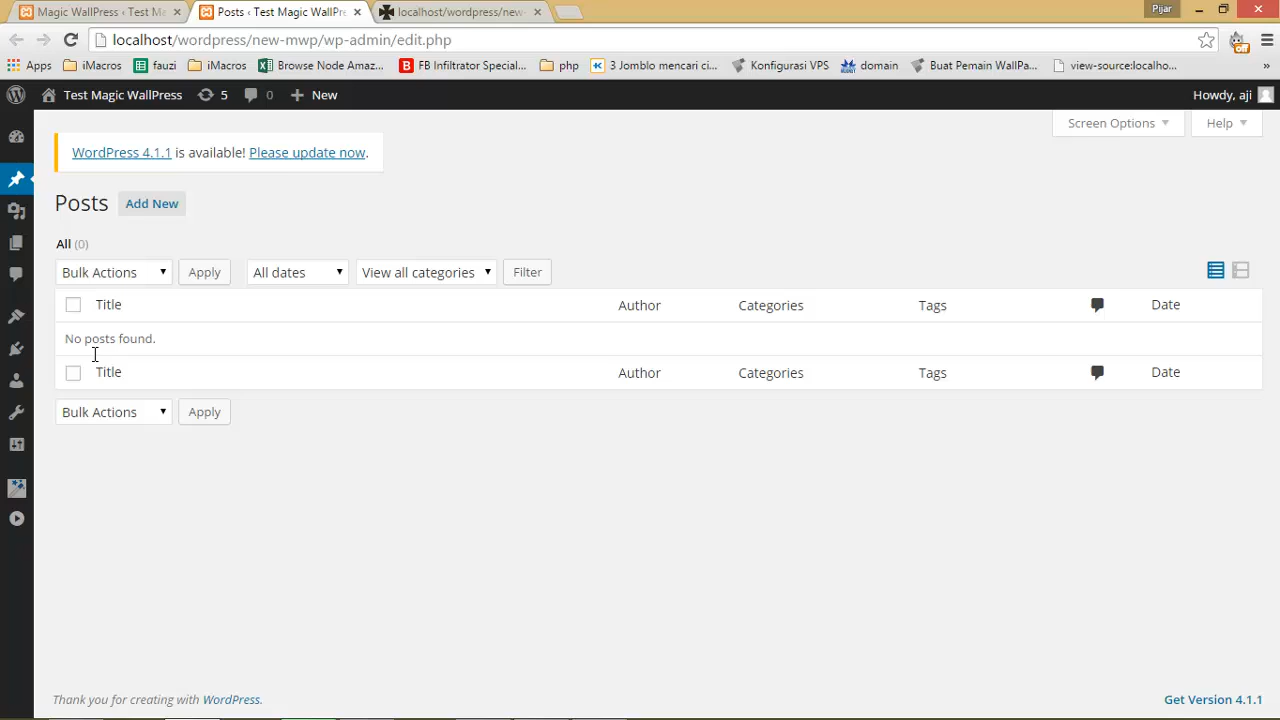 Magic WallPress ‹ Test M
Posts ‹ Test Magic WallPre
localhost/wordpress/new-
Pijar
localhost/wordpress/new-mwp/wp-admin/edit.php
off
Apps iMacros fauzi iMacros Browse Node Amaz... FB Infiltrator Special... php 3 Jomblo mencari ci... Konfigurasi VPS domain Buat Pemain WallPa... view-source:localho... »
Test Magic WallPress 5 0 New Howdy, aji
Screen Options Help
WordPress 4.1.1 is available! Please update now.
Posts Add New
All (0)
Bulk Actions Apply All dates View all categories Filter
Title Author Categories Tags Date
No posts found.
Title Author Categories Tags Date
Bulk Actions Apply
Thank you for creating with WordPress. Get Version 4.1.1